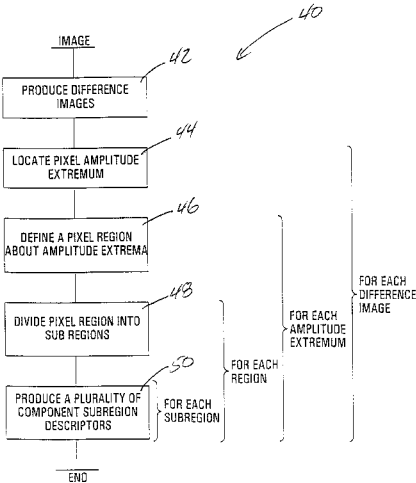 40
IMAGE
42
PRODUCE DIFFERENCE
IMAGES
44
LOCATE PIXEL AMPLITUDE
EXTREMUM
46
DEFINE A PIXEL REGION
ABOUT AMPLITUDE EXTREMA
48
DIVIDE PIXEL REGION INTO
SUB REGIONS
50
PRODUCE A PLURALITY OF
COMPONENT SUBREGION
DESCRIPTORS
FOR EACH
SUBREGION
FOR EACH
REGION
FOR EACH
AMPLITUDE
EXTREMUM
FOR EACH
DIFFERENCE
IMAGE
END